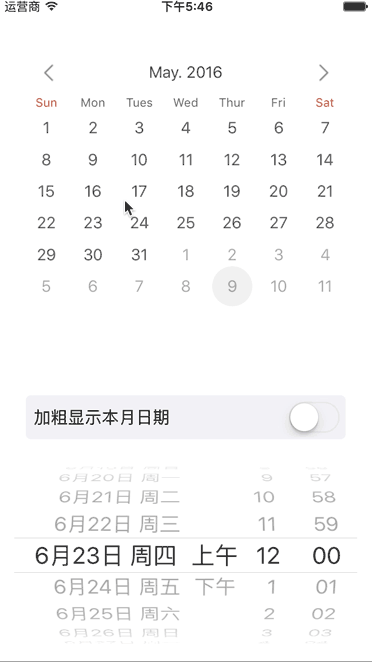 运营商 下午5:46
May. 2016
Sun Mon Tues Wed Thur Fri Sat
1 2 3 4 5 6 7
8 9 10 11 12 13 14
15 16 17 18 19 20 21
22 23 24 25 26 27 28
29 30 31 1 2 3 4
5 6 7 8 9 10 11
加粗显示本月日期
6月20日 周一 9 57
6月21日 周二 10 58
6月22日 周三 11 59
6月23日 周四 上午 12 00
6月24日 周五 下午 1 01
6月25日 周六 2 02
6月26日 周日 3 03